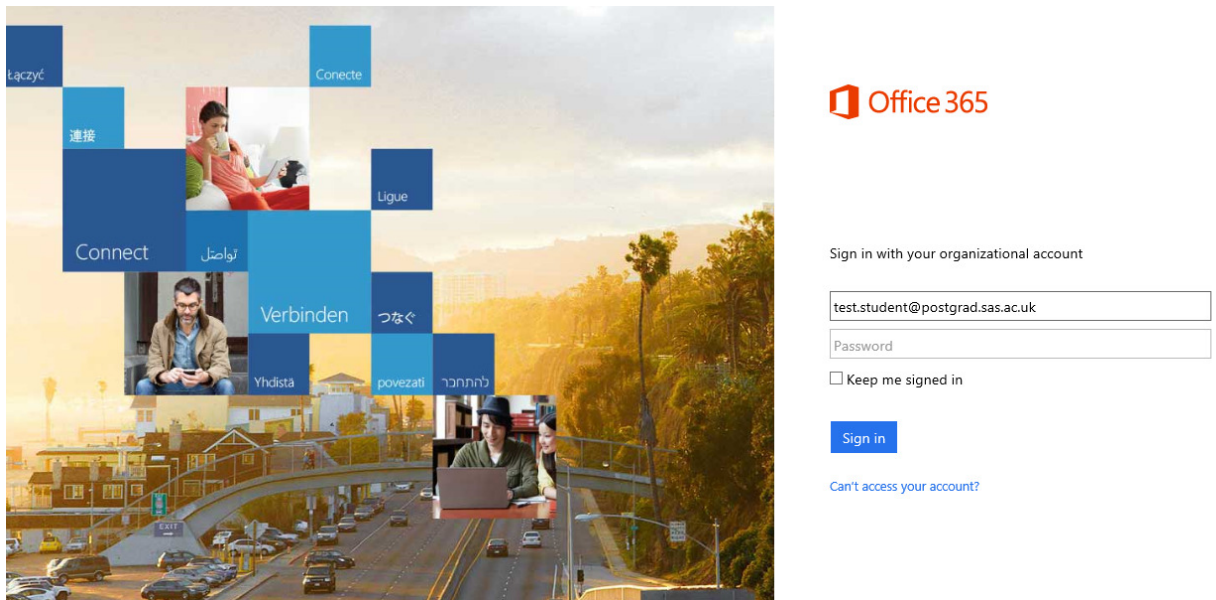 Łączyć
Conecte
連接
Ligue
Connect
تواصَل
Verbinden
つなぐ
Yhdistä
povezati
להתחבר
EXIT
Office 365
Sign in with your organizational account
test.student@postgrad.sas.ac.uk
Password
Keep me signed in
Sign in
Can't access your account?